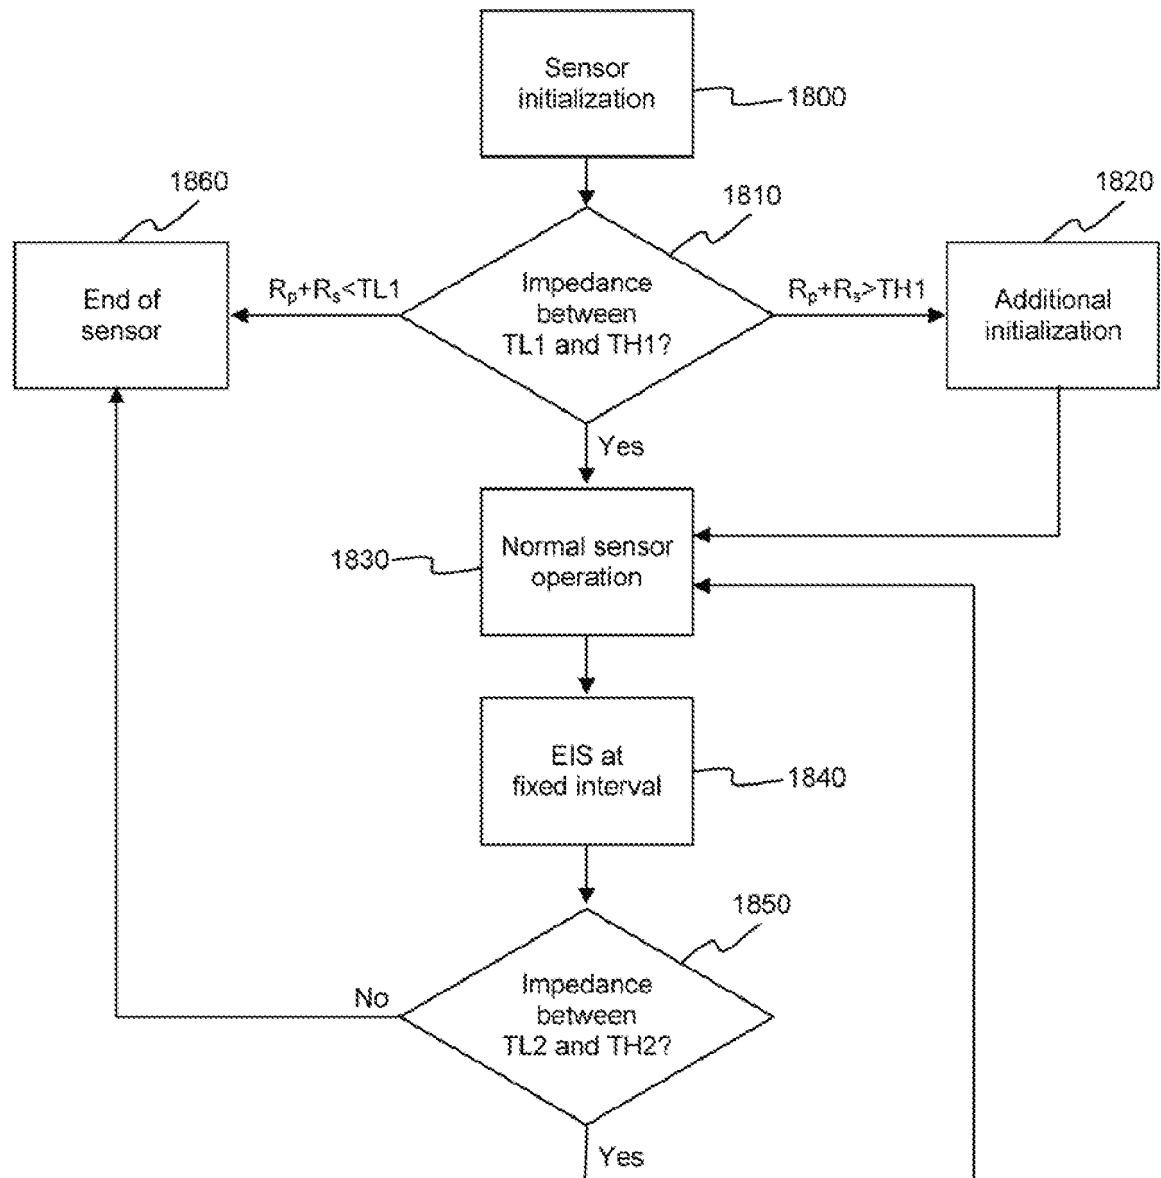 Sensor
initialization
1800
1860
1810
1820
End of
sensor
Rp+Rs<TL1
Impedance
between
TL1 and TH1?
Rp+Rs>TH1
Additional
initialization
Yes
1830
Normal sensor
operation
EIS at
fixed interval
1840
1850
No
Impedance
between
TL2 and TH2?
Yes